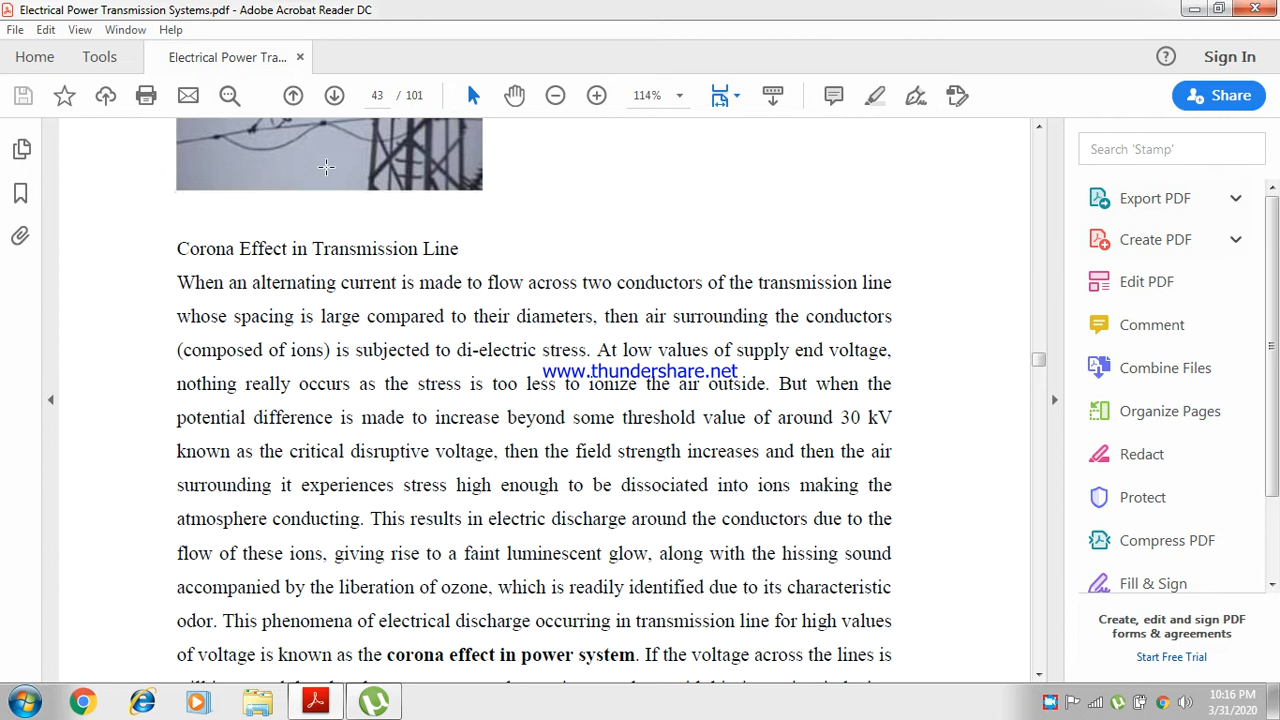 Electrical Power Transmission Systems.pdf - Adobe Acrobat Reader DC
File Edit View Window Help
Home Tools Electrical Power Tra... × Sign In
43 / 101 114% Share
Search 'Stamp'
Export PDF
Create PDF
Edit PDF
Comment
Combine Files
Organize Pages
Redact
Protect
Compress PDF
Fill & Sign
Create, edit and sign PDF
forms & agreements
Start Free Trial
Corona Effect in Transmission Line
When an alternating current is made to flow across two conductors of the transmission line
whose spacing is large compared to their diameters, then air surrounding the conductors
(composed of ions) is subjected to di-electric stress. At low values of supply end voltage,
www.thundershare.net
nothing really occurs as the stress is too less to ionize the air outside. But when the
potential difference is made to increase beyond some threshold value of around 30 kV
known as the critical disruptive voltage, then the field strength increases and then the air
surrounding it experiences stress high enough to be dissociated into ions making the
atmosphere conducting. This results in electric discharge around the conductors due to the
flow of these ions, giving rise to a faint luminescent glow, along with the hissing sound
accompanied by the liberation of ozone, which is readily identified due to its characteristic
odor. This phenomena of electrical discharge occurring in transmission line for high values
of voltage is known as the corona effect in power system. If the voltage across the lines is
10:16 PM
3/31/2020